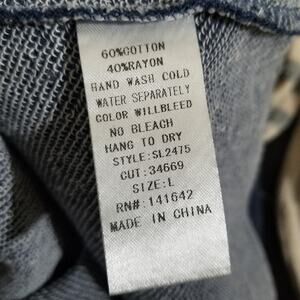 60%COTTON
40%RAYON
HAND WASH COLD
WATER SEPARATELY
COLOR WILLBLEED
NO BLEACH
HANG TO DRY
STYLE:SL2475
CUT:34669
SIZE:L
RN#:141642
MADE IN CHINA